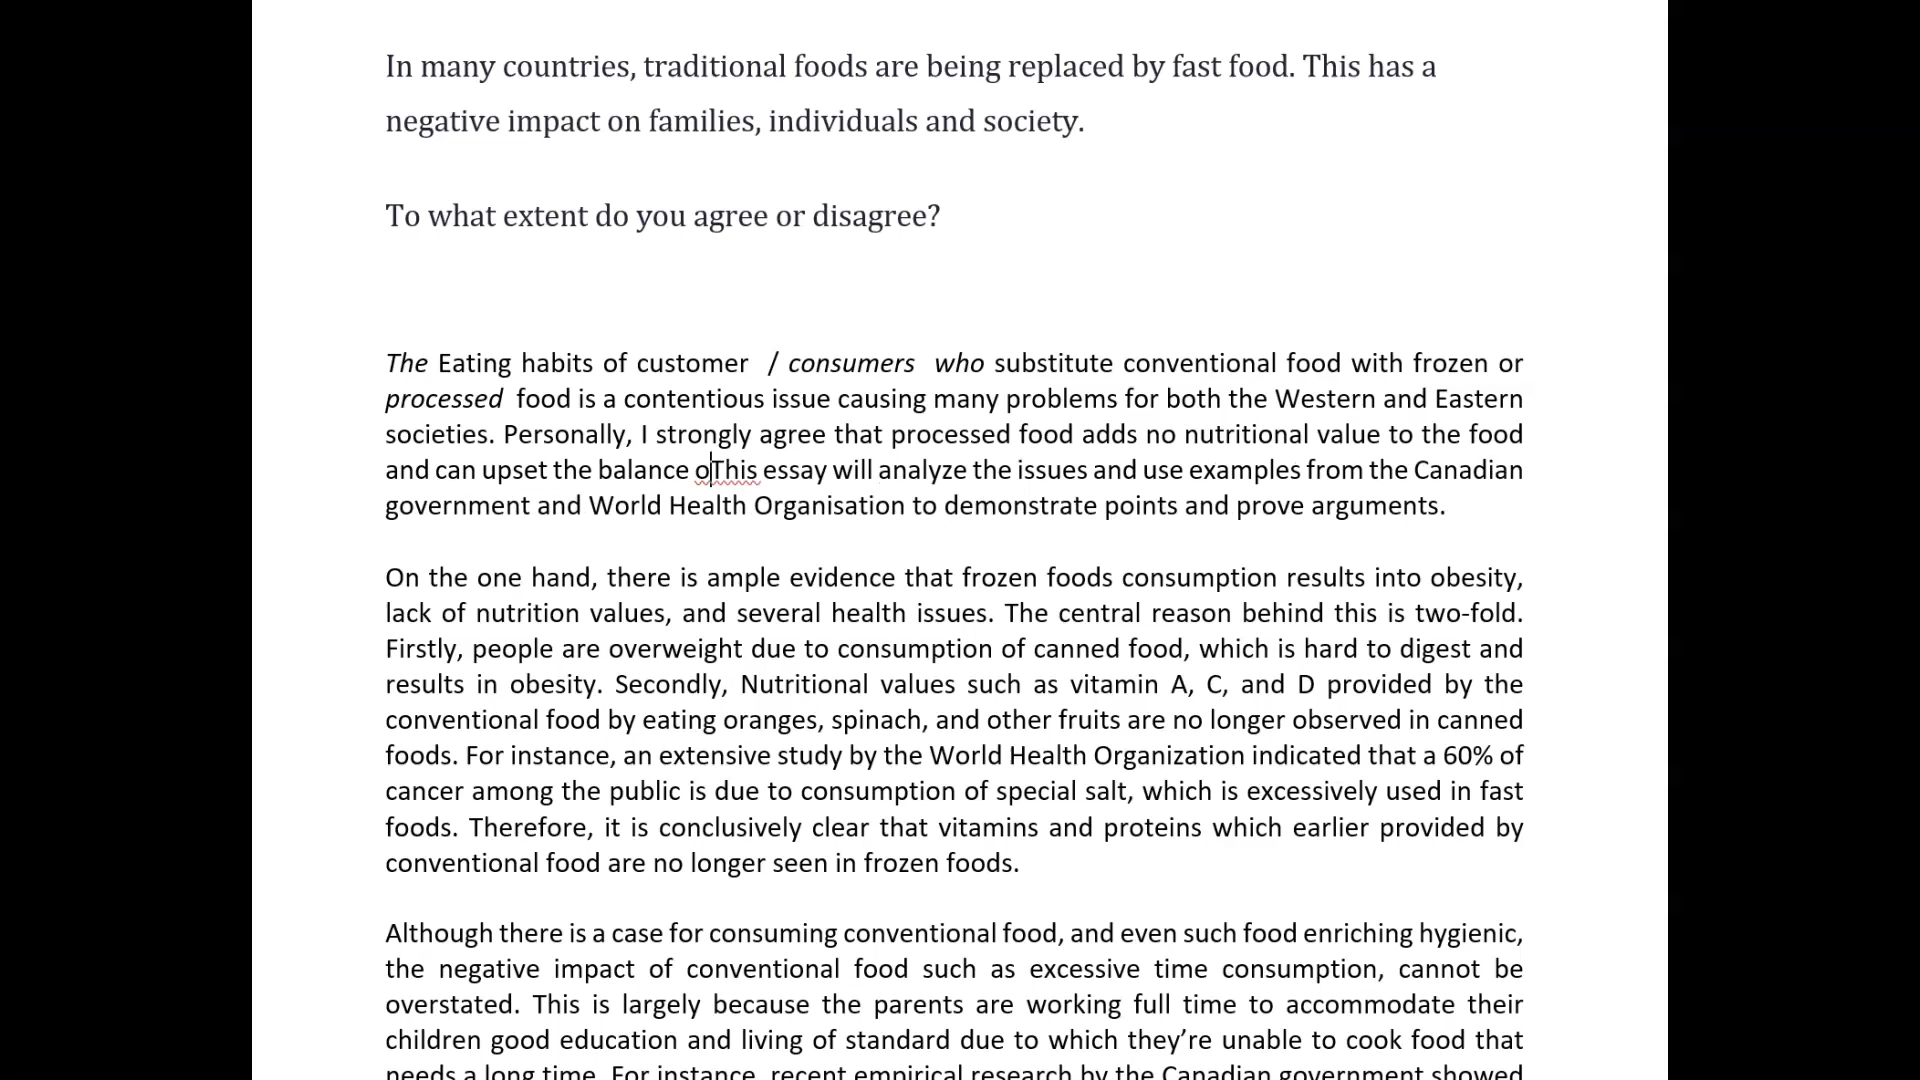 In many countries, traditional foods are being replaced by fast food. This has a
negative impact on families, individuals and society.
To what extent do you agree or disagree?
The Eating habits of customer / consumers who substitute conventional food with frozen or
processed food is a contentious issue causing many problems for both the Western and Eastern
societies. Personally, I strongly agree that processed food adds no nutritional value to the food
and can upset the balance oThis essay will analyze the issues and use examples from the Canadian
government and World Health Organisation to demonstrate points and prove arguments.
On the one hand, there is ample evidence that frozen foods consumption results into obesity,
lack of nutrition values, and several health issues. The central reason behind this is two-fold.
Firstly, people are overweight due to consumption of canned food, which is hard to digest and
results in obesity. Secondly, Nutritional values such as vitamin A, C, and D provided by the
conventional food by eating oranges, spinach, and other fruits are no longer observed in canned
foods. For instance, an extensive study by the World Health Organization indicated that a 60% of
cancer among the public is due to consumption of special salt, which is excessively used in fast
foods. Therefore, it is conclusively clear that vitamins and proteins which earlier provided by
conventional food are no longer seen in frozen foods.
Although there is a case for consuming conventional food, and even such food enriching hygienic,
the negative impact of conventional food such as excessive time consumption, cannot be
overstated. This is largely because the parents are working full time to accommodate their
children good education and living of standard due to which they’re unable to cook food that
needs a long time. For instance, recent empirical research by the Canadian government showed